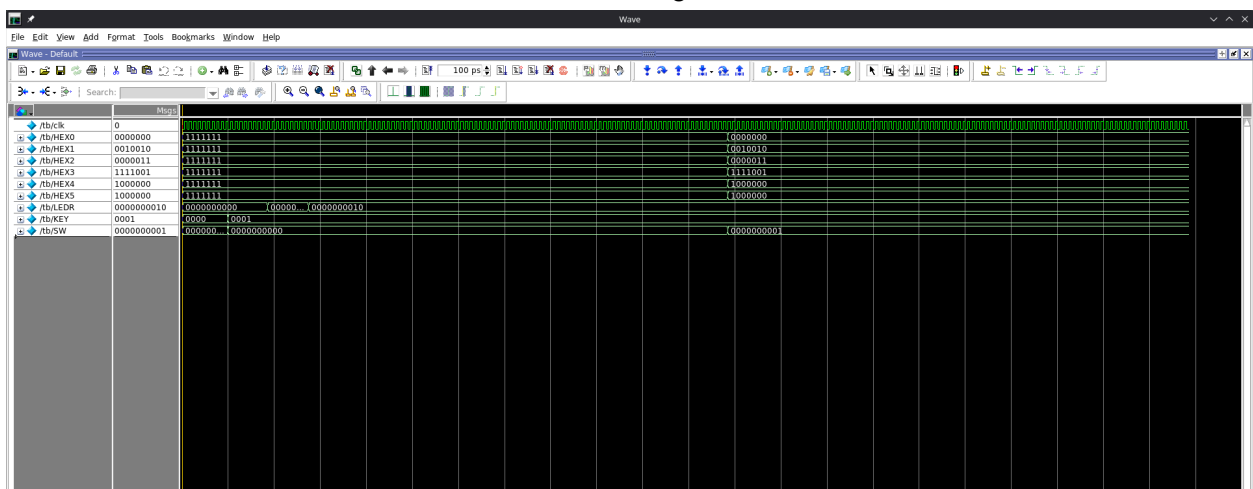 Wave
File Edit View Add Format Tools Bookmarks Window Help
Wave - Default
100 ps
Search:
Msgs
/tb/clk 0
/tb/HEX0 0000000 1111111 0000000
/tb/HEX1 0010010 1111111 0010010
/tb/HEX2 0000011 1111111 0000011
/tb/HEX3 1111001 1111111 1111001
/tb/HEX4 1000000 1111111 1000000
/tb/HEX5 1000000 1111111 1000000
/tb/LEDR 0000000010 0000000000 00000... 0000000010
/tb/KEY 0001 0000 0001
/tb/SW 0000000001 000000... 0000000000 0000000001